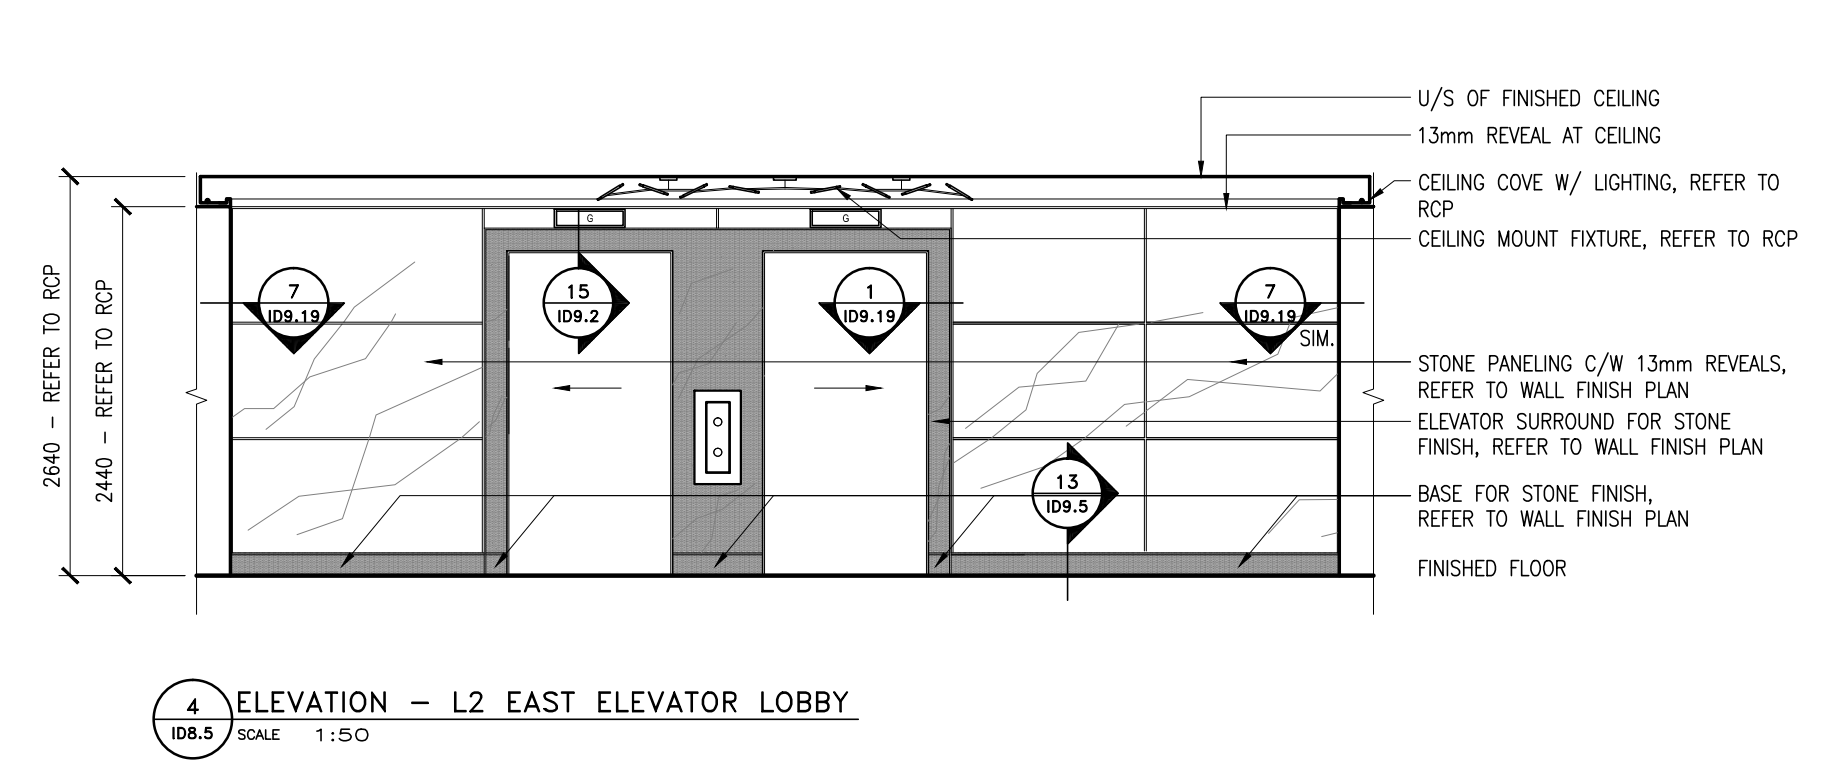 U/S OF FINISHED CEILING
13mm REVEAL AT CEILING
CEILING COVE W/ LIGHTING, REFER TO
RCP
CEILING MOUNT FIXTURE, REFER TO RCP
G
G
2640 – REFER TO RCP
2440 – REFER TO RCP
7
ID9.19
15
ID9.2
1
ID9.19
7
ID9.19
SIM.
STONE PANELING C/W 13mm REVEALS,
REFER TO WALL FINISH PLAN
ELEVATOR SURROUND FOR STONE
FINISH, REFER TO WALL FINISH PLAN
13
ID9.5
BASE FOR STONE FINISH,
REFER TO WALL FINISH PLAN
FINISHED FLOOR
4
ID8.5
ELEVATION – L2 EAST ELEVATOR LOBBY
SCALE 1:50